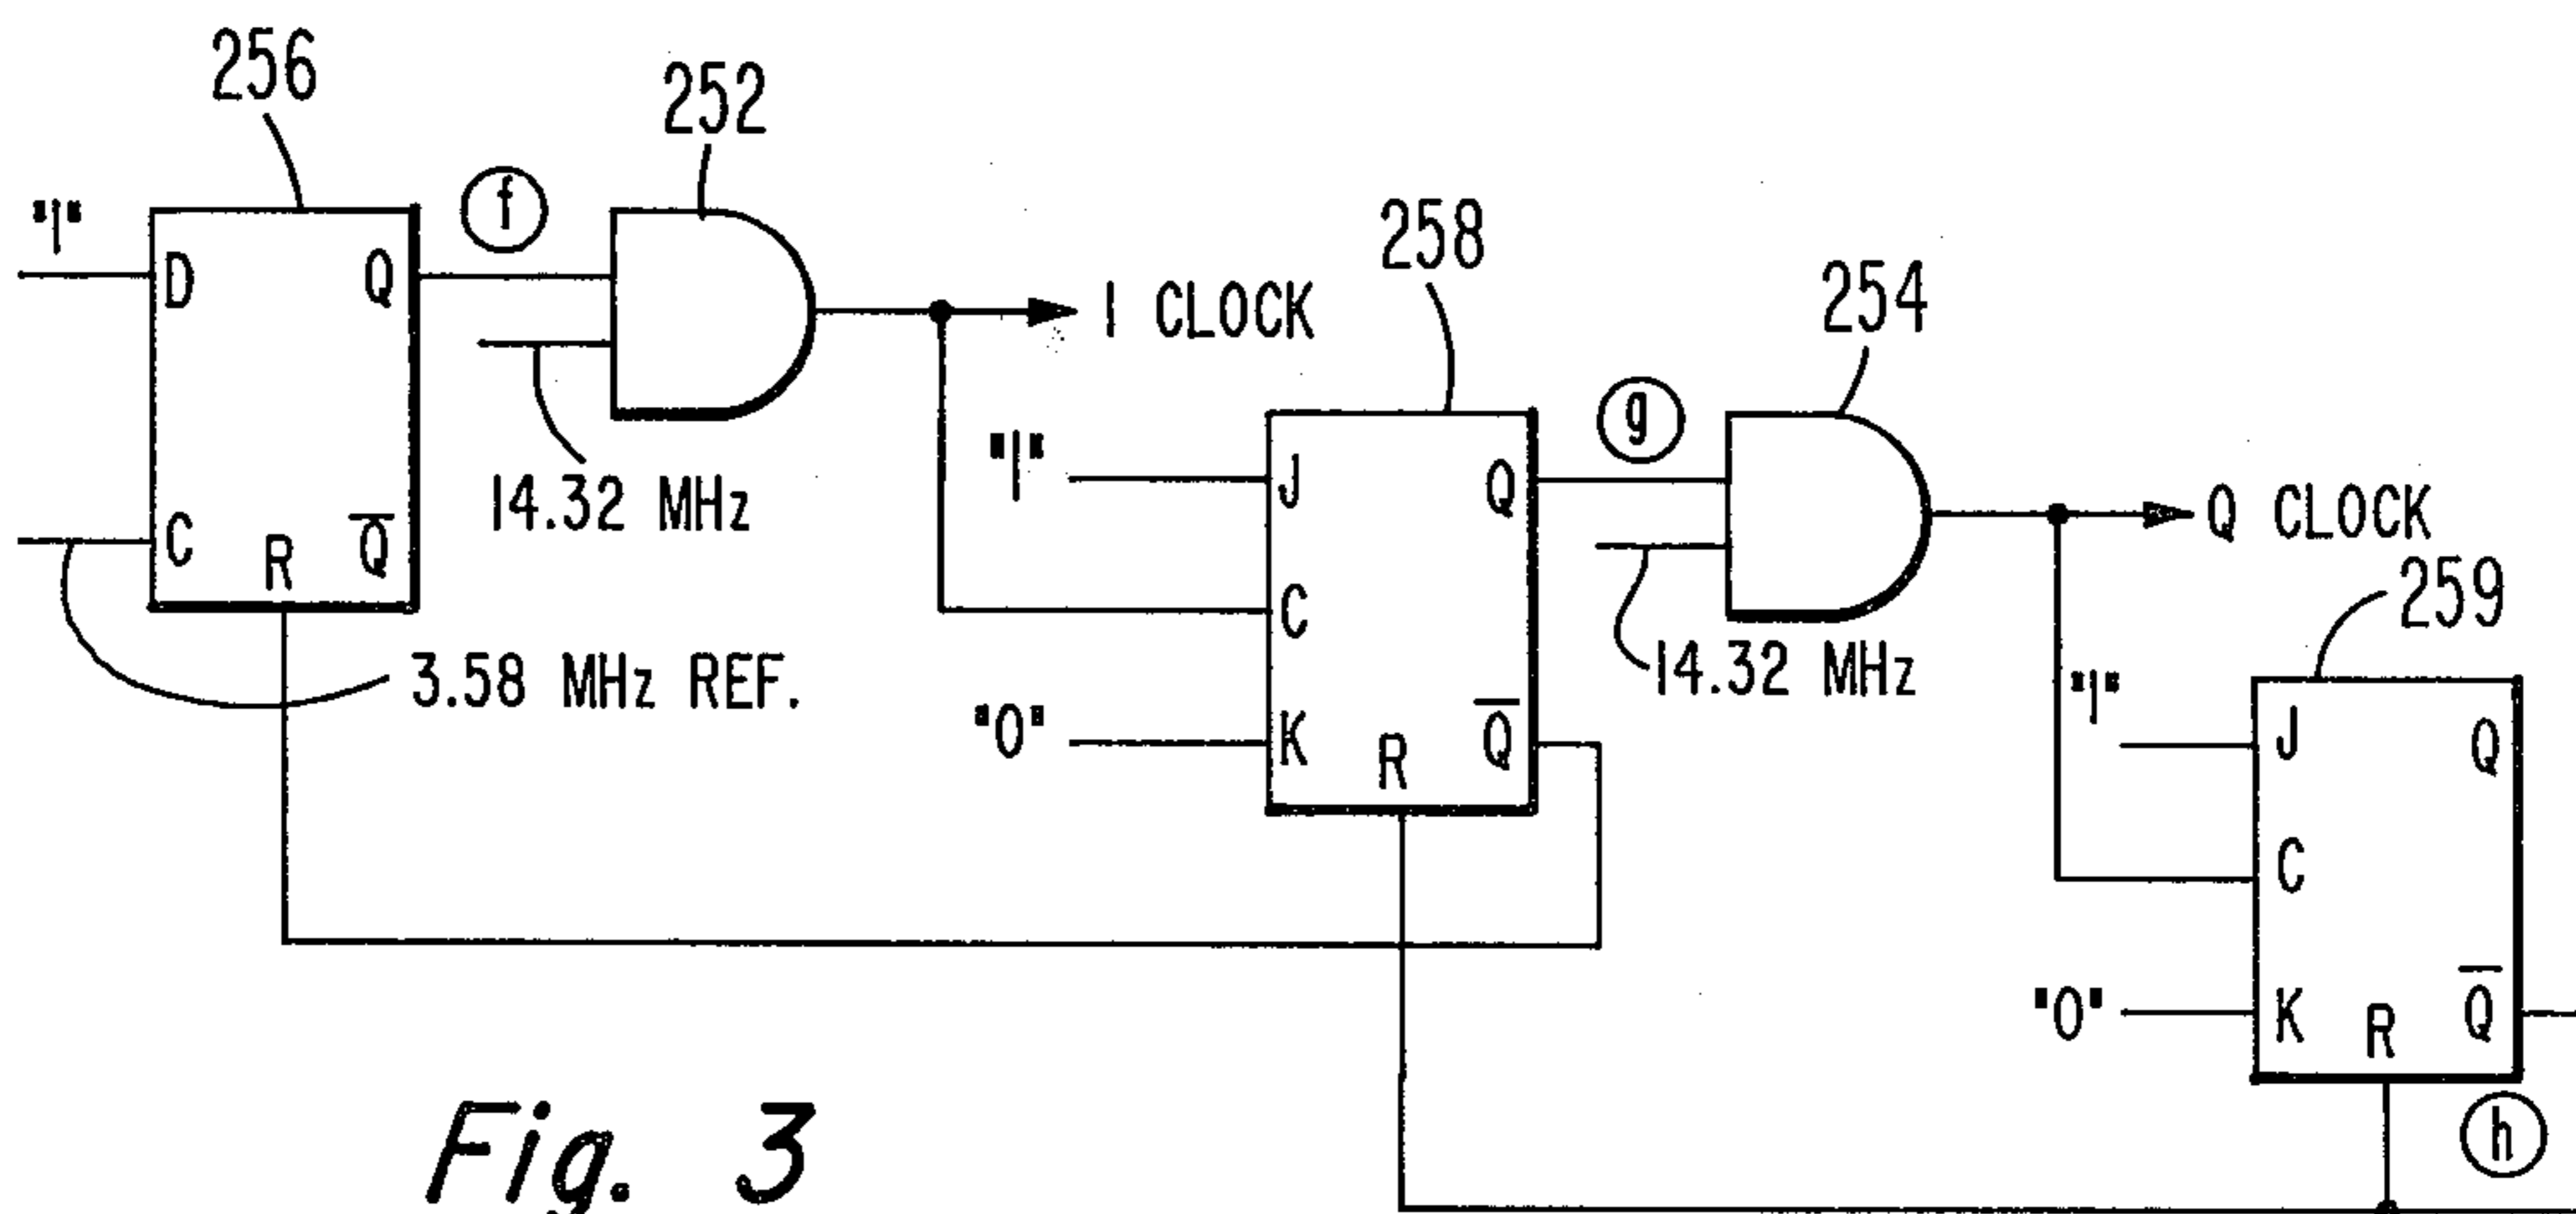 256
252
"1"
f
D
Q
258
254
I CLOCK
C
R
Q̅
14.32 MHz
g
"1"
J
Q
Q CLOCK
C
259
3.58 MHz REF.
14.32 MHz
"1"
"0"
K
R
Q̅
J
Q
C
"0"
K
R
Q̅
h
Fig. 3